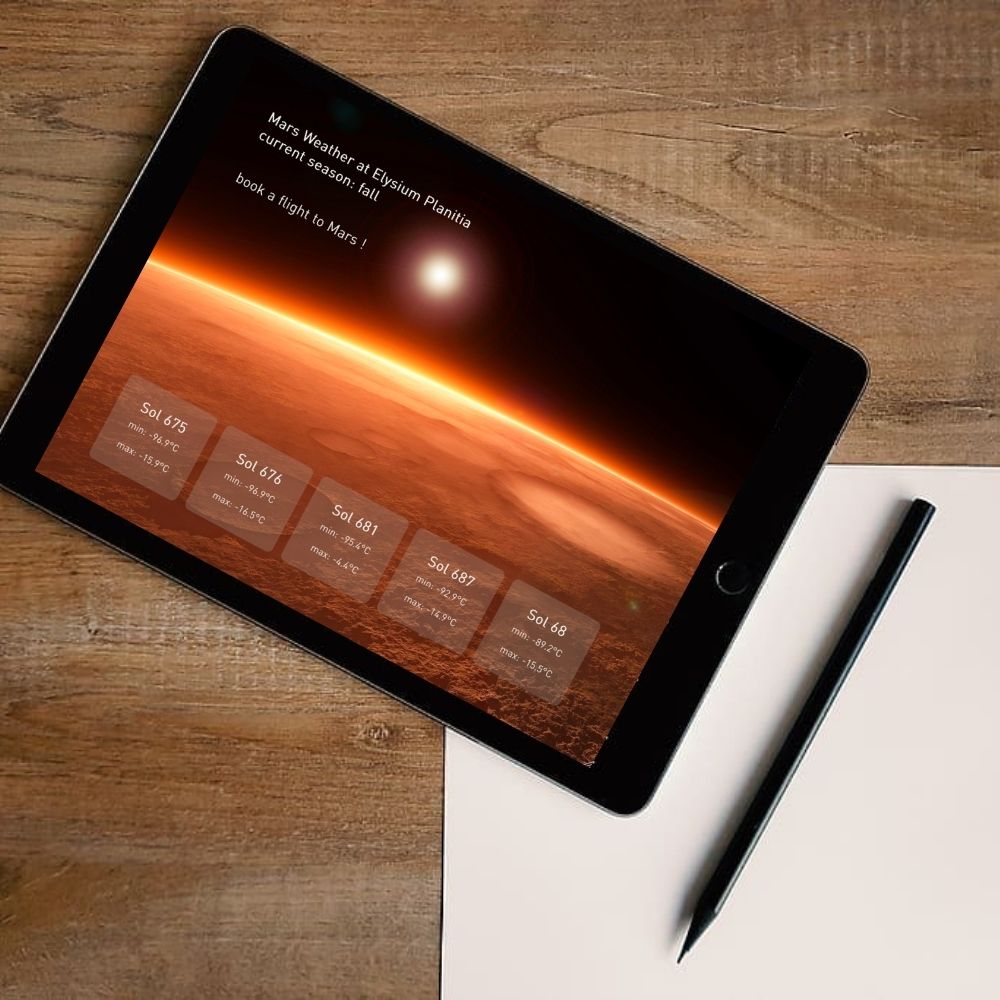 Mars Weather at Elysium Planitia
current season: fall
book a flight to Mars !
Sol 675
min: -96.9°C
max: -15.9°C
Sol 676
min: -96.9°C
max: -16.5°C
Sol 681
min: -95.4°C
max: -4.4°C
Sol 687
min: -92.9°C
max: -14.9°C
Sol 68
min: -89.2°C
max: -15.5°C